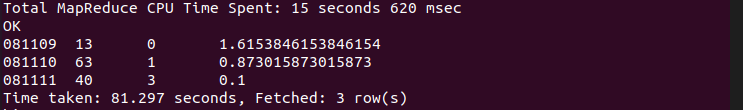 Total MapReduce CPU Time Spent: 15 seconds 620 msec
OK
081109 13 0 1.6153846153846154
081110 63 1 0.873015873015873
081111 40 3 0.1
Time taken: 81.297 seconds, Fetched: 3 row(s)